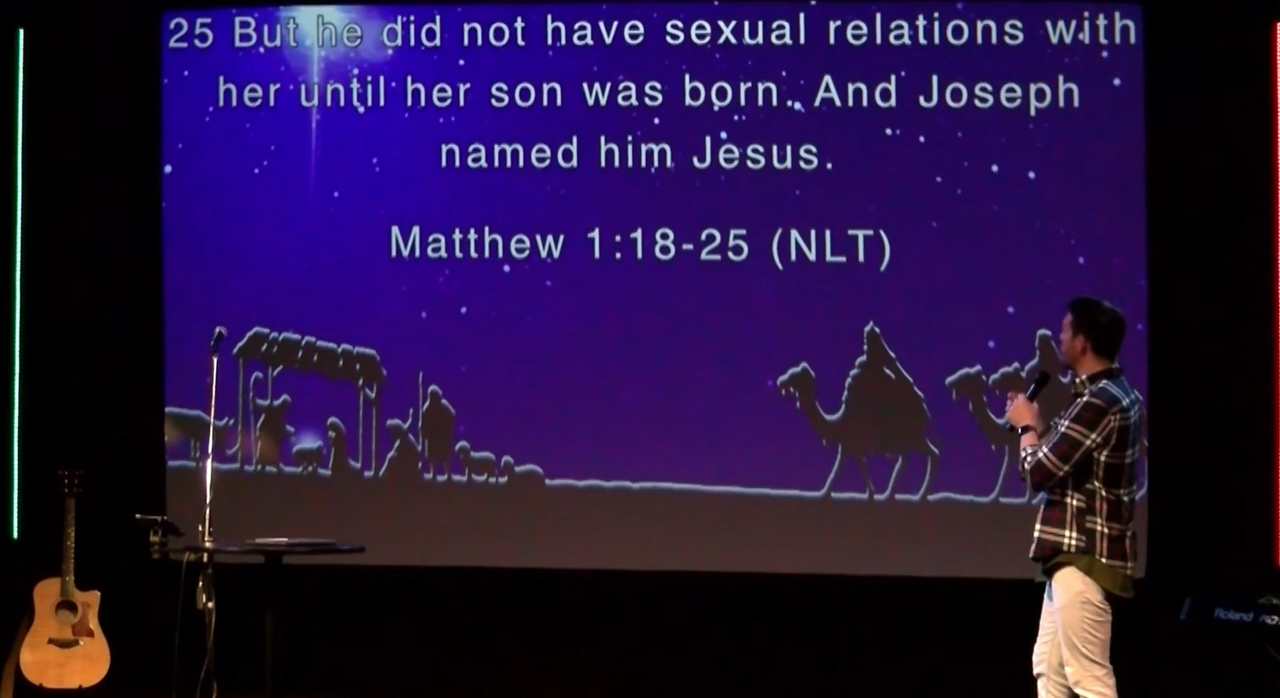 25 But he did not have sexual relations with
her until her son was born. And Joseph
named him Jesus.
Matthew 1:18-25 (NLT)
Roland